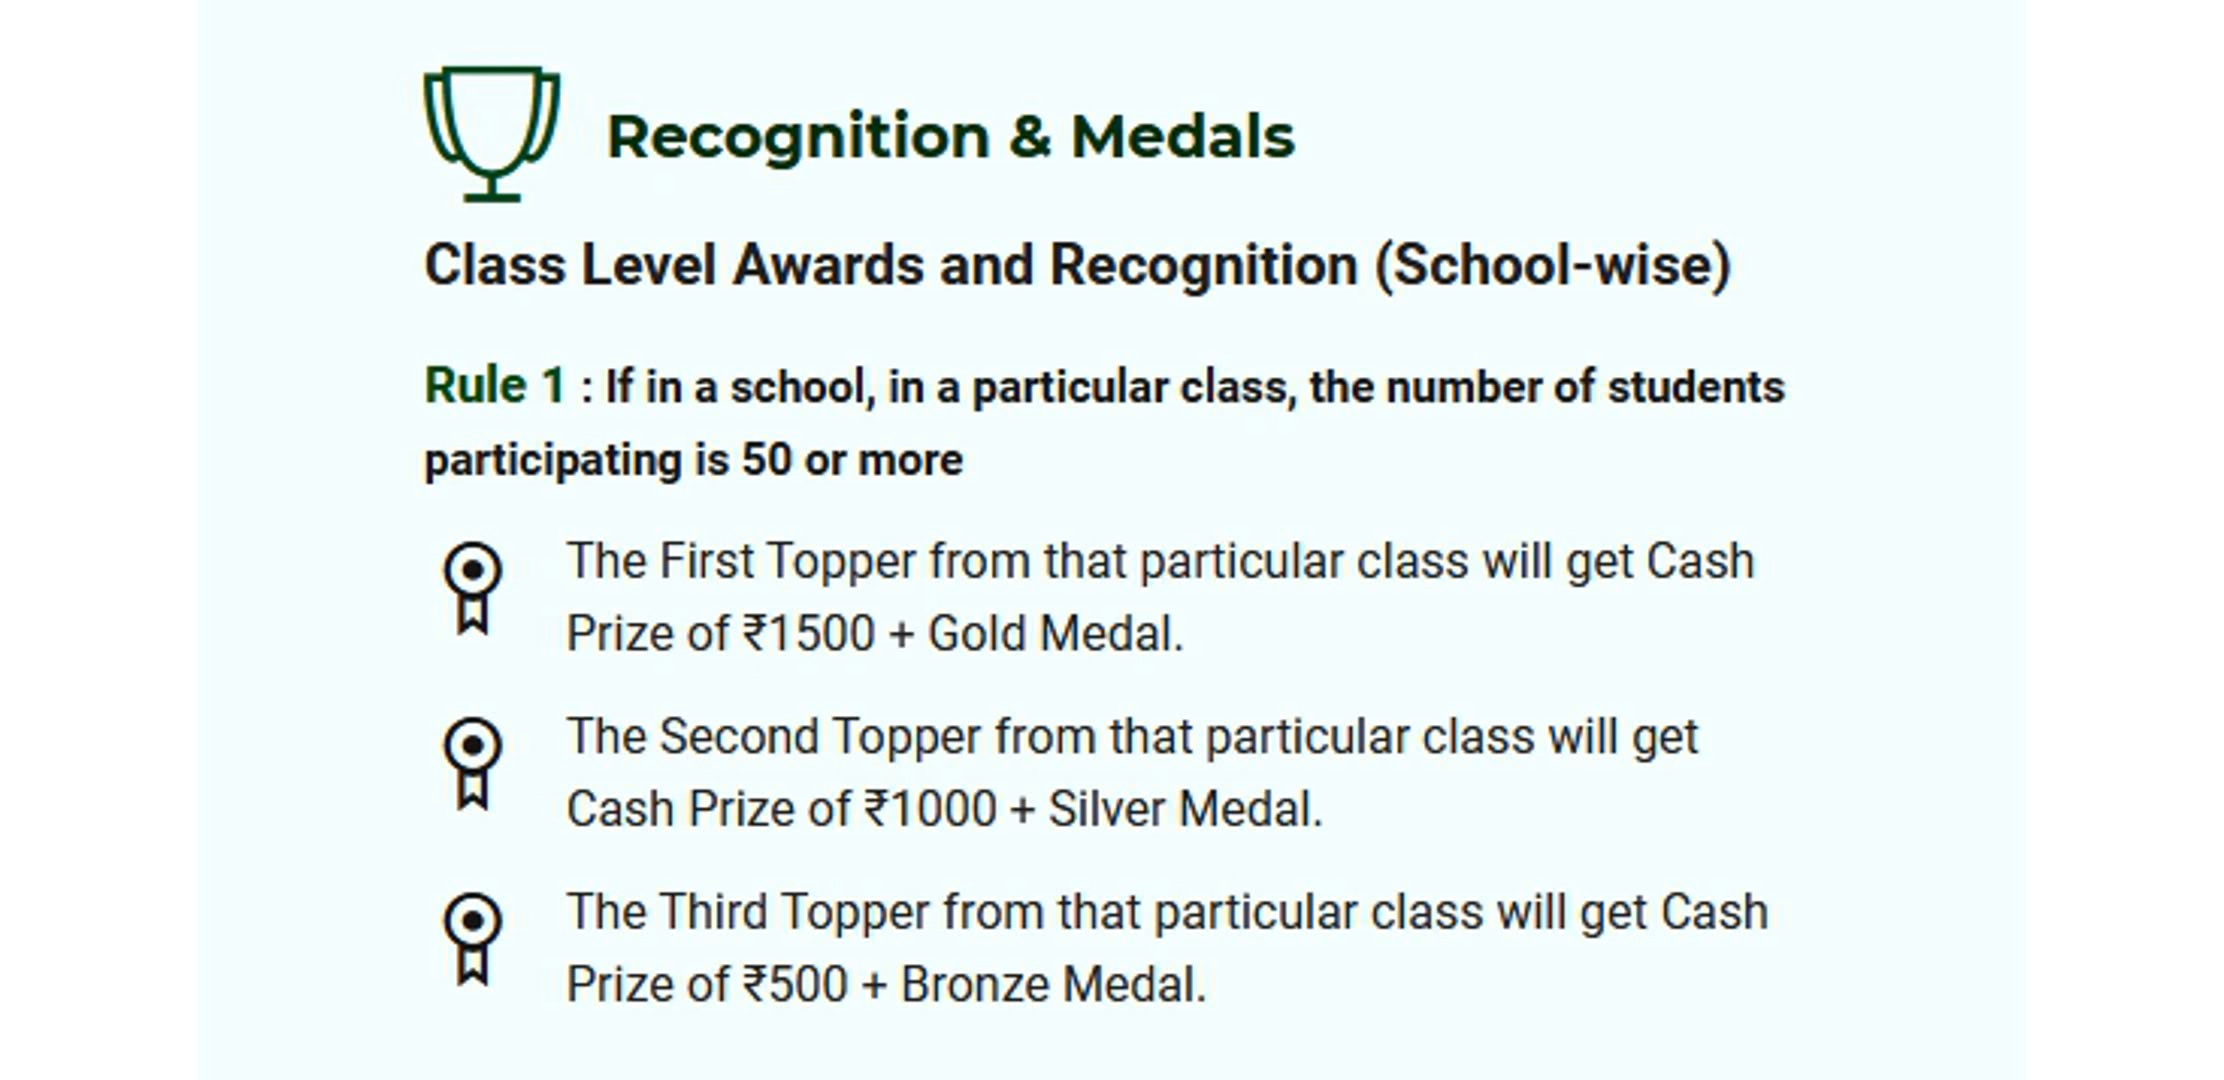 Recognition & Medals
Class Level Awards and Recognition (School-wise)
Rule 1 : If in a school, in a particular class, the number of students
participating is 50 or more
The First Topper from that particular class will get Cash
Prize of ₹1500 + Gold Medal.
The Second Topper from that particular class will get
Cash Prize of ₹1000 + Silver Medal.
The Third Topper from that particular class will get Cash
Prize of ₹500 + Bronze Medal.